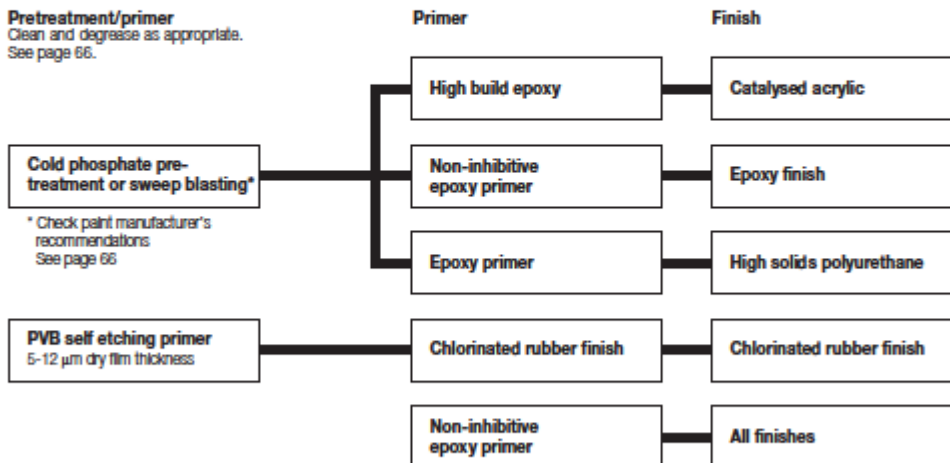 Pretreatment/primer
Clean and degrease as appropriate.
See page 66.
Primer
Finish
High build epoxy
Catalysed acrylic
Cold phosphate pre-
treatment or sweep blasting*
Non-inhibitive
epoxy primer
Epoxy finish
* Check paint manufacturer's
recommendations
See page 66
Epoxy primer
High solids polyurethane
PVB self etching primer
5-12 μm dry film thickness
Chlorinated rubber finish
Chlorinated rubber finish
Non-inhibitive
epoxy primer
All finishes